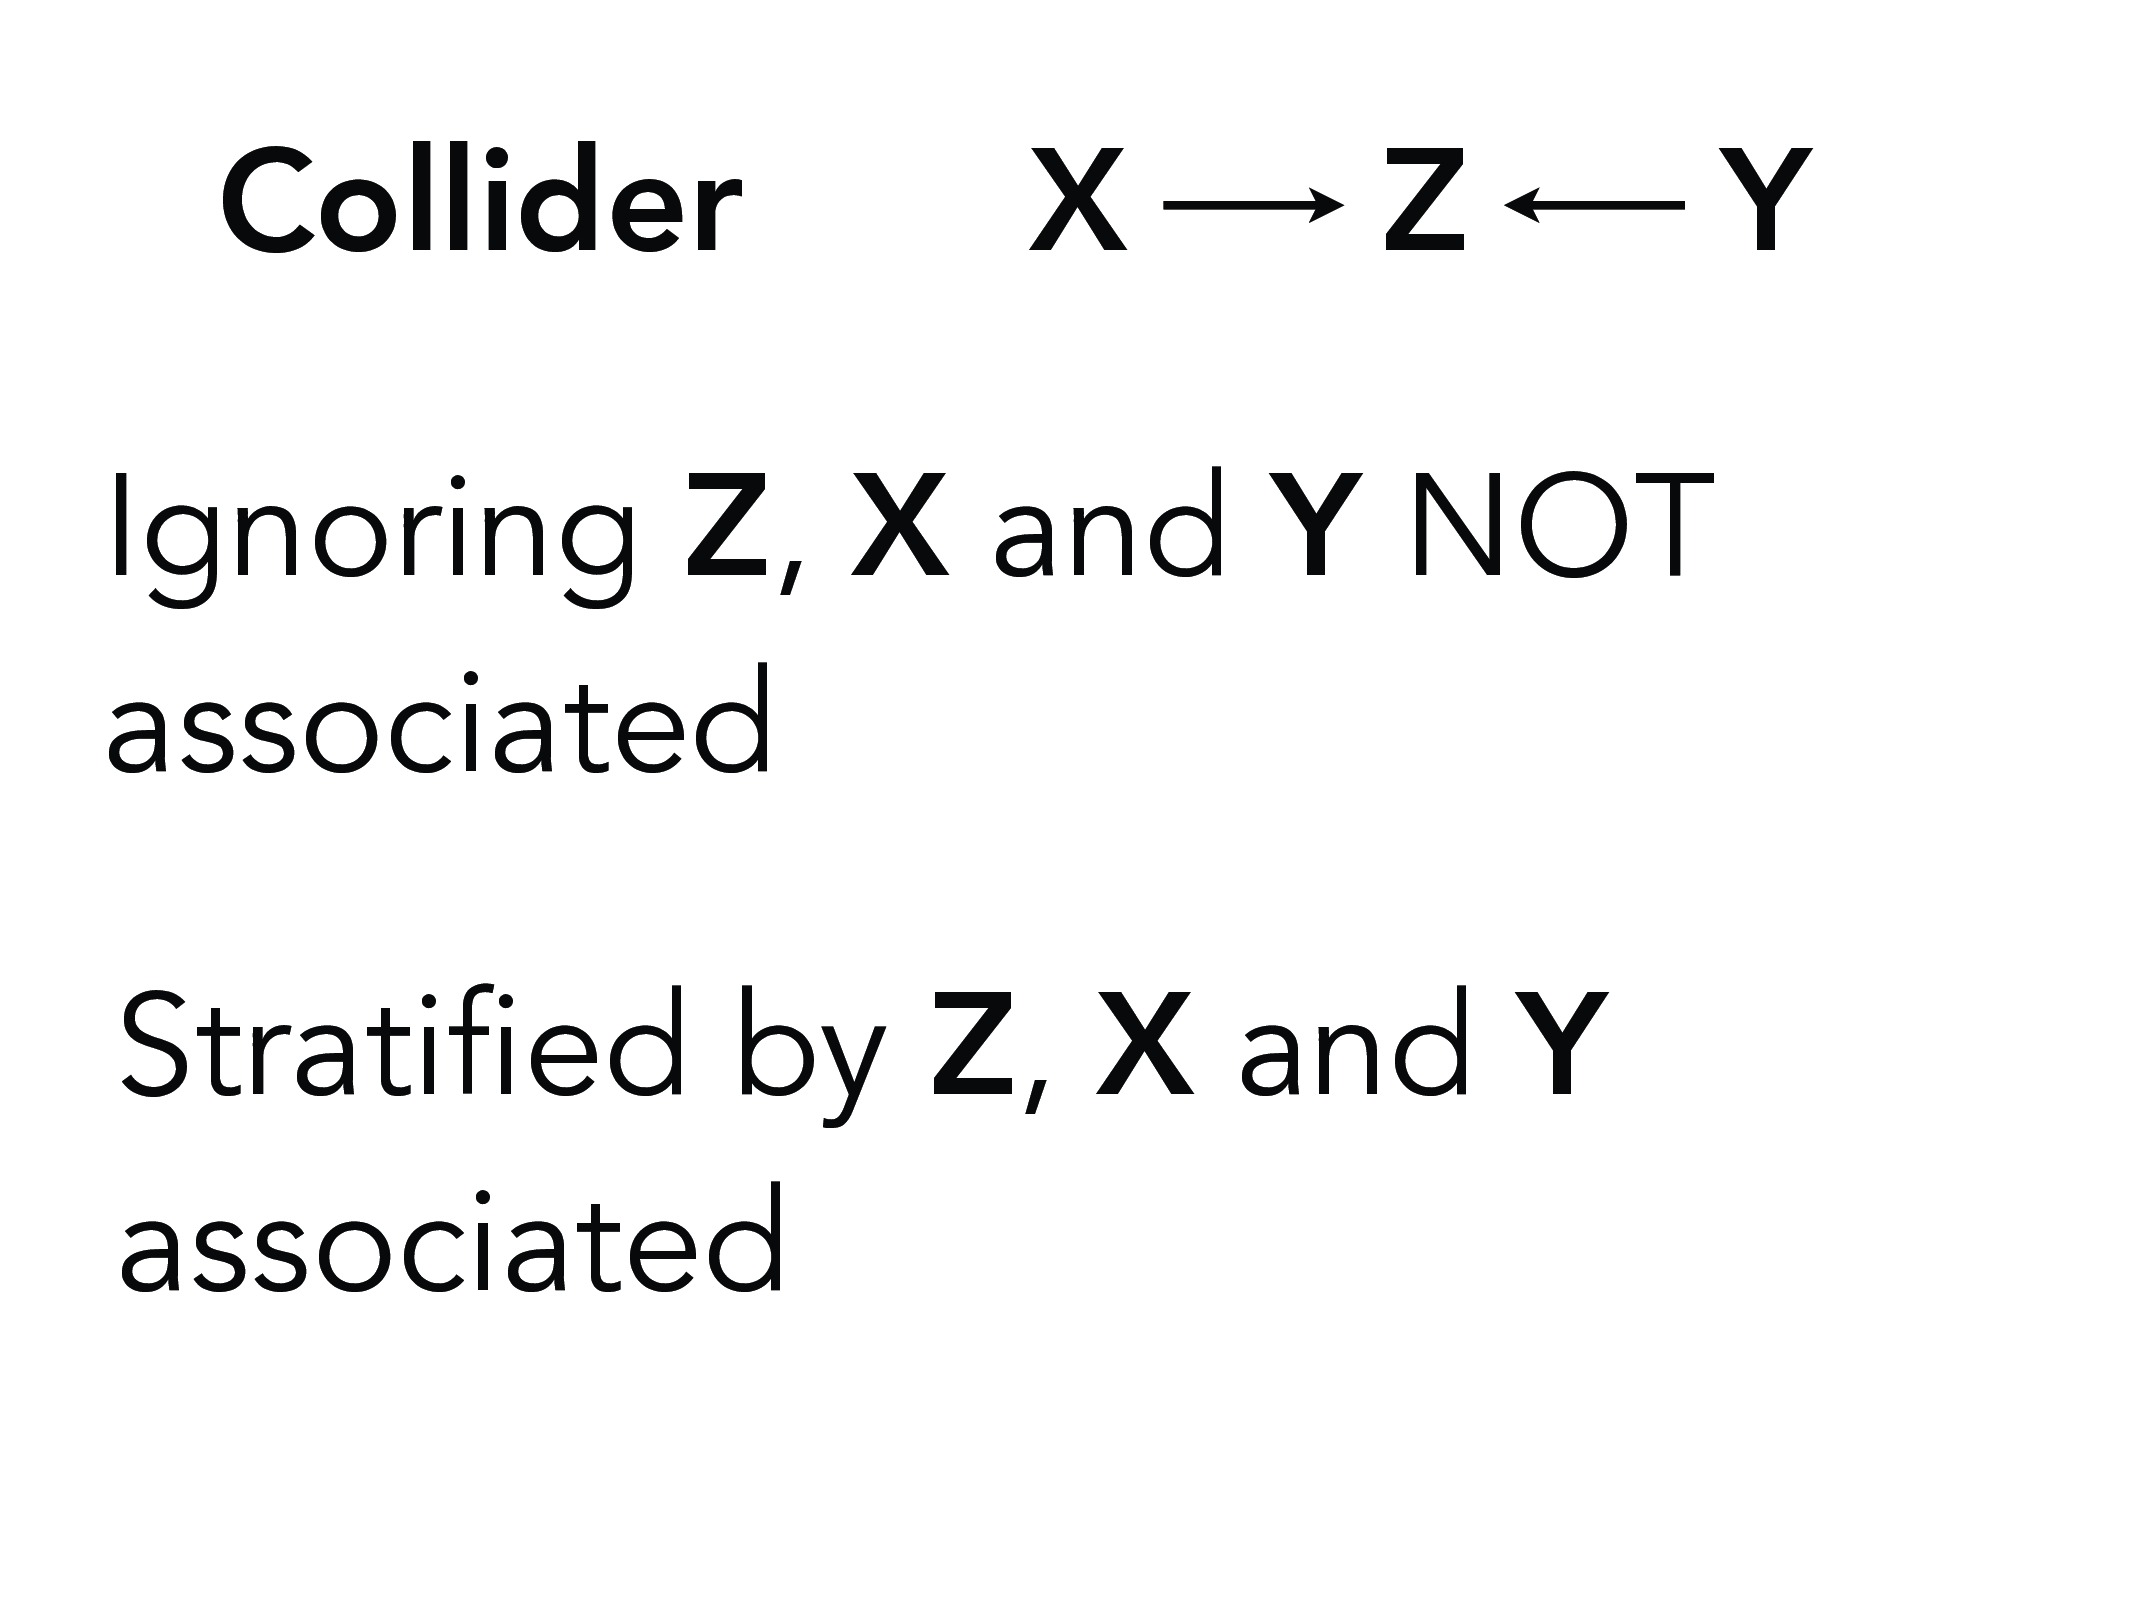 Collider X → Z ← Y
Ignoring Z, X and Y NOT
associated
Stratified by Z, X and Y
associated